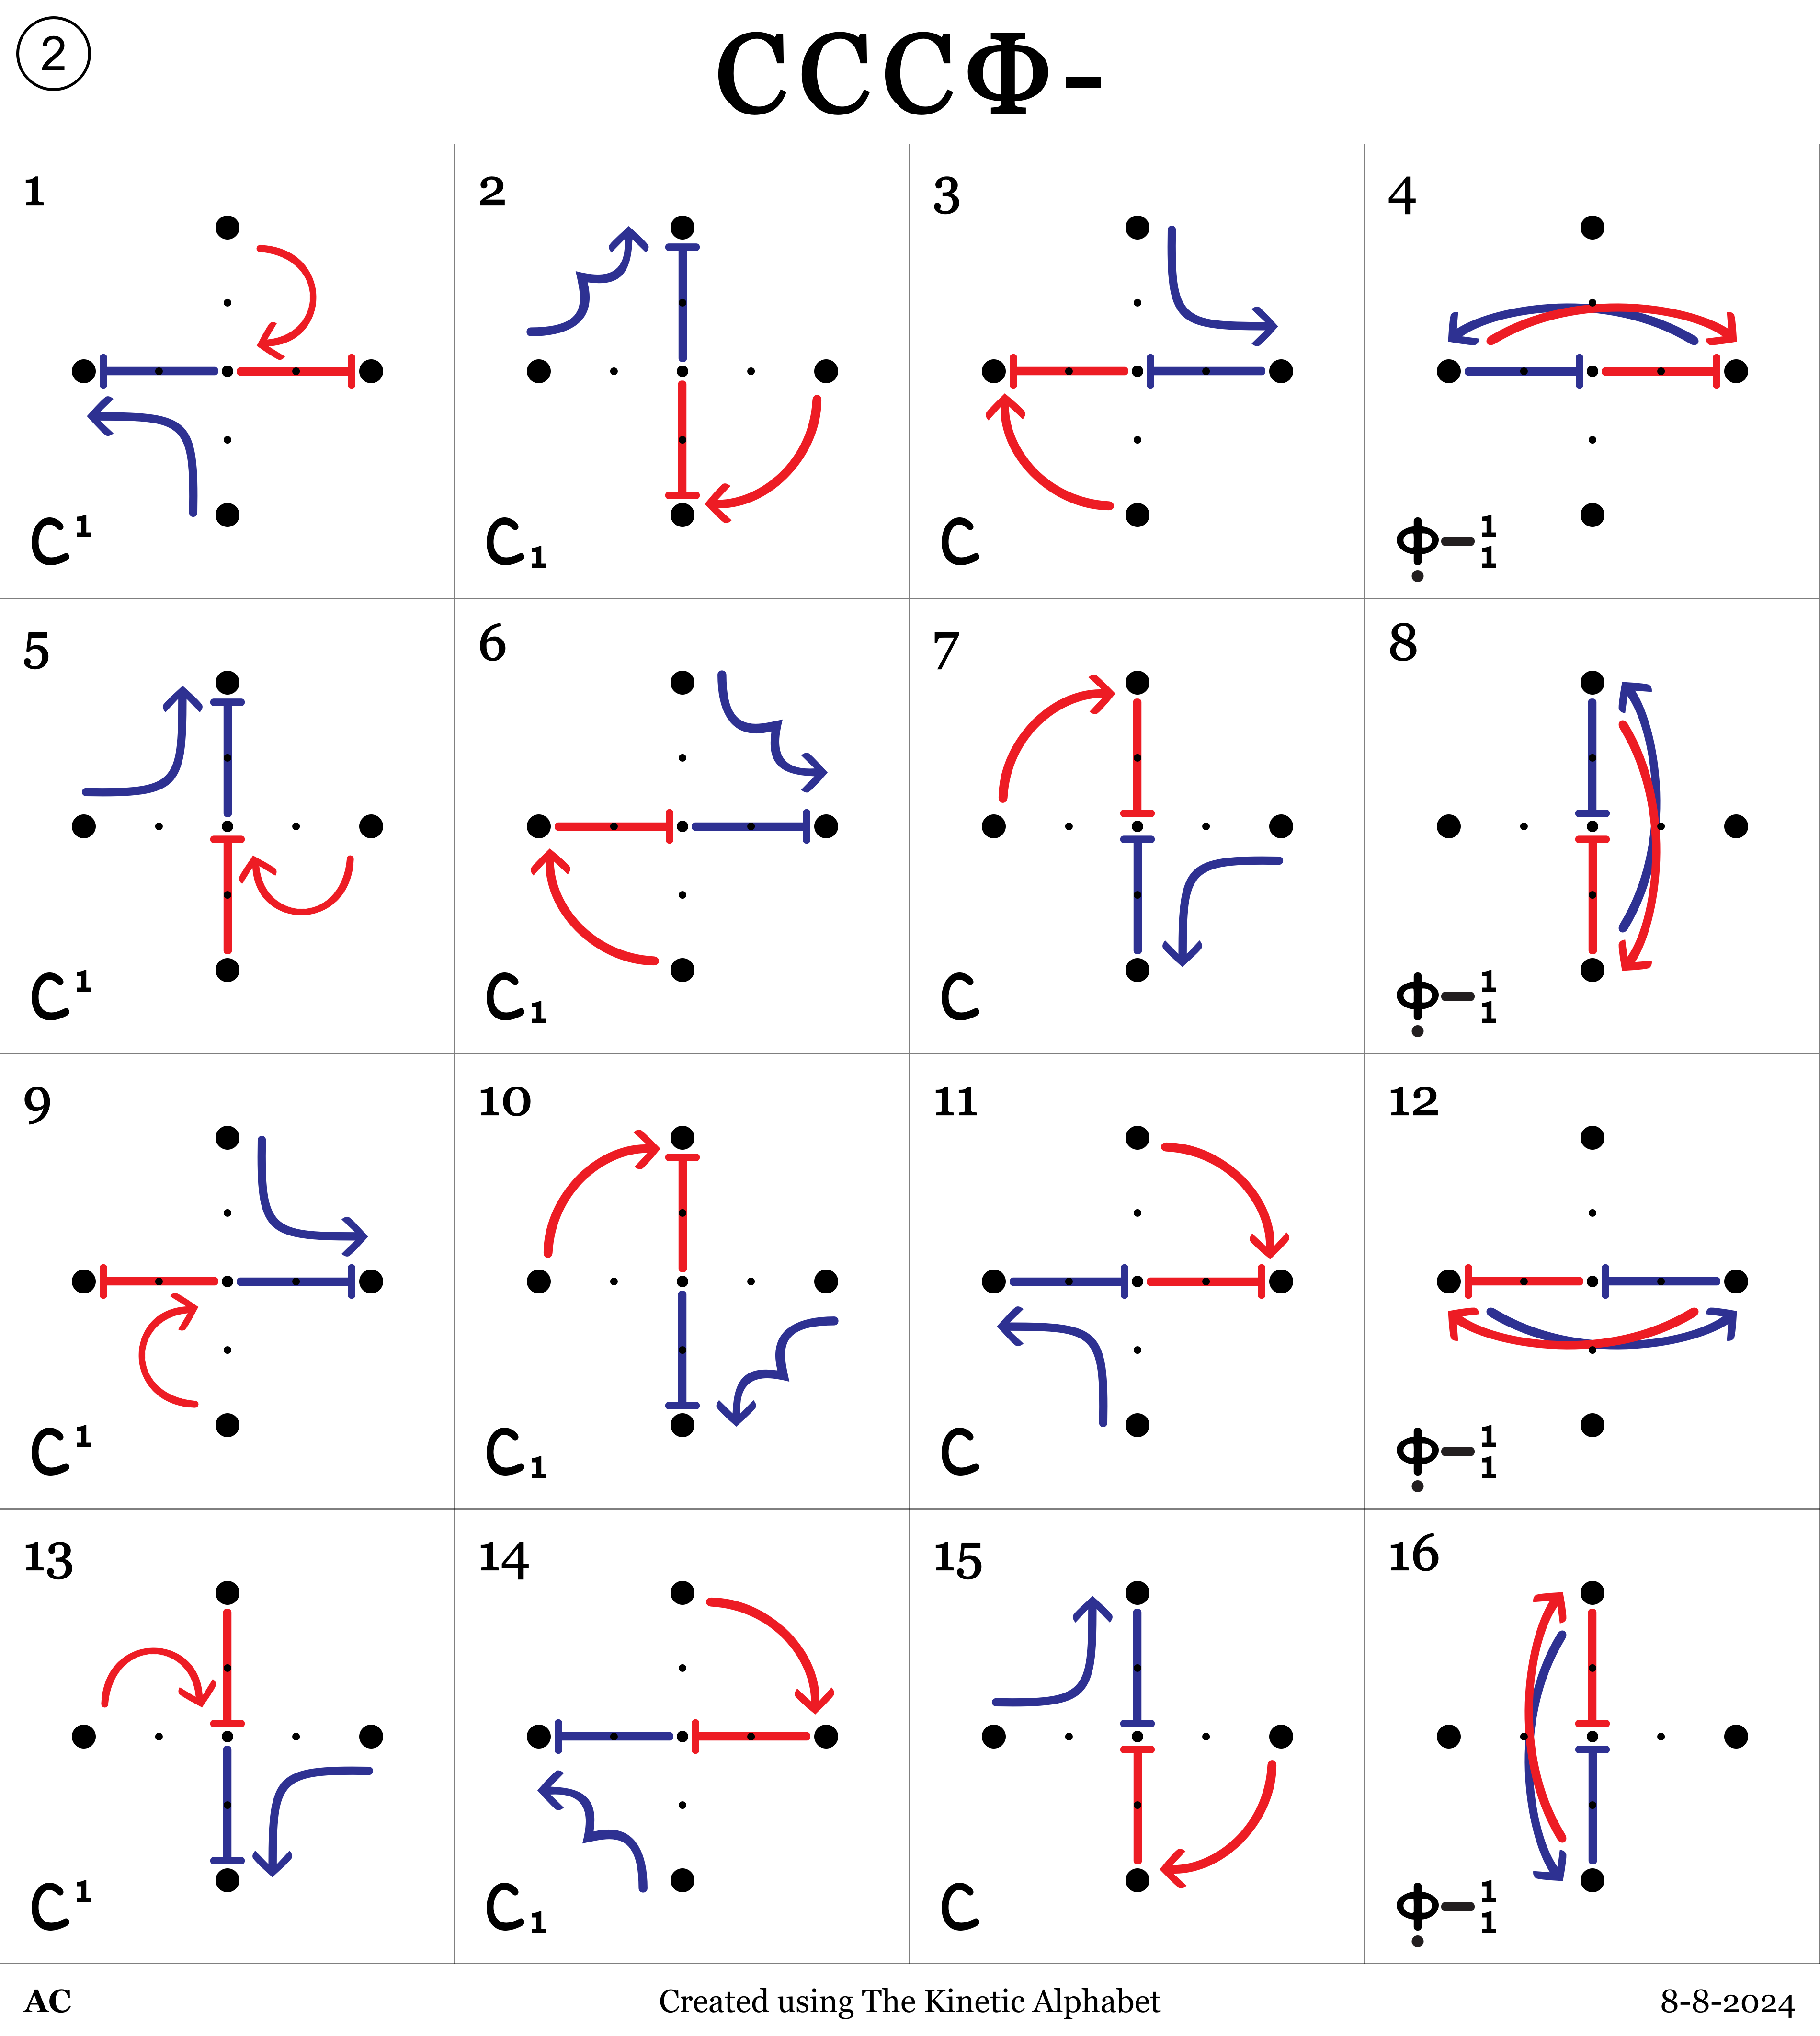 2
CCCΦ-
1
C¹
2
C₁
3
C
4
Φ-¹₁
5
C¹
6
C₁
7
C
8
Φ-¹₁
9
C¹
10
C₁
11
C
12
Φ-¹₁
13
C¹
14
C₁
15
C
16
Φ-¹₁
AC
Created using The Kinetic Alphabet
8-8-2024